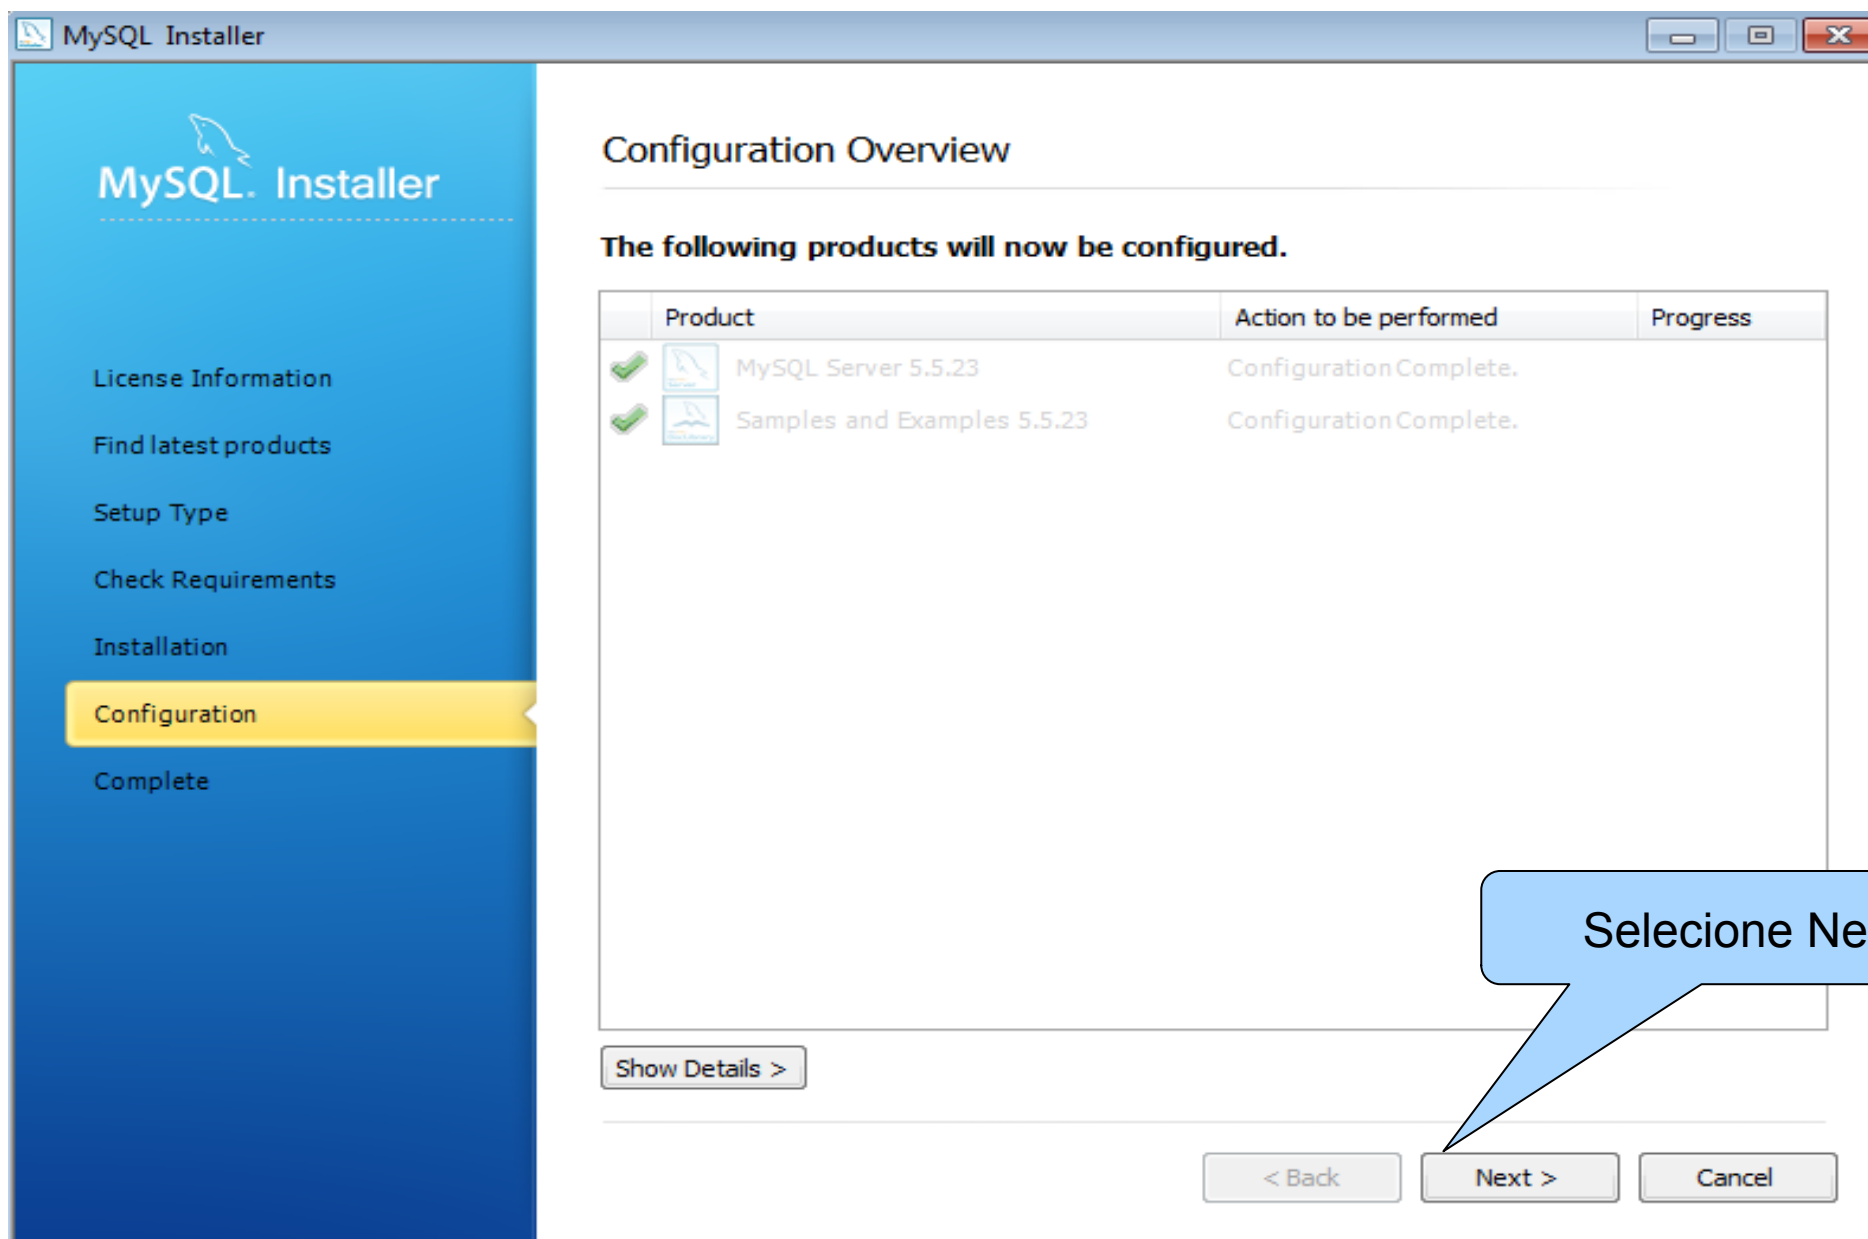 MySQL Installer
MySQL. Installer
License Information
Find latest products
Setup Type
Check Requirements
Installation
Configuration
Complete
Configuration Overview
The following products will now be configured.
Product Action to be performed Progress
MySQL Server 5.5.23 Configuration Complete.
Samples and Examples 5.5.23 Configuration Complete.
Selecione Ne
Show Details >
< Back Next > Cancel